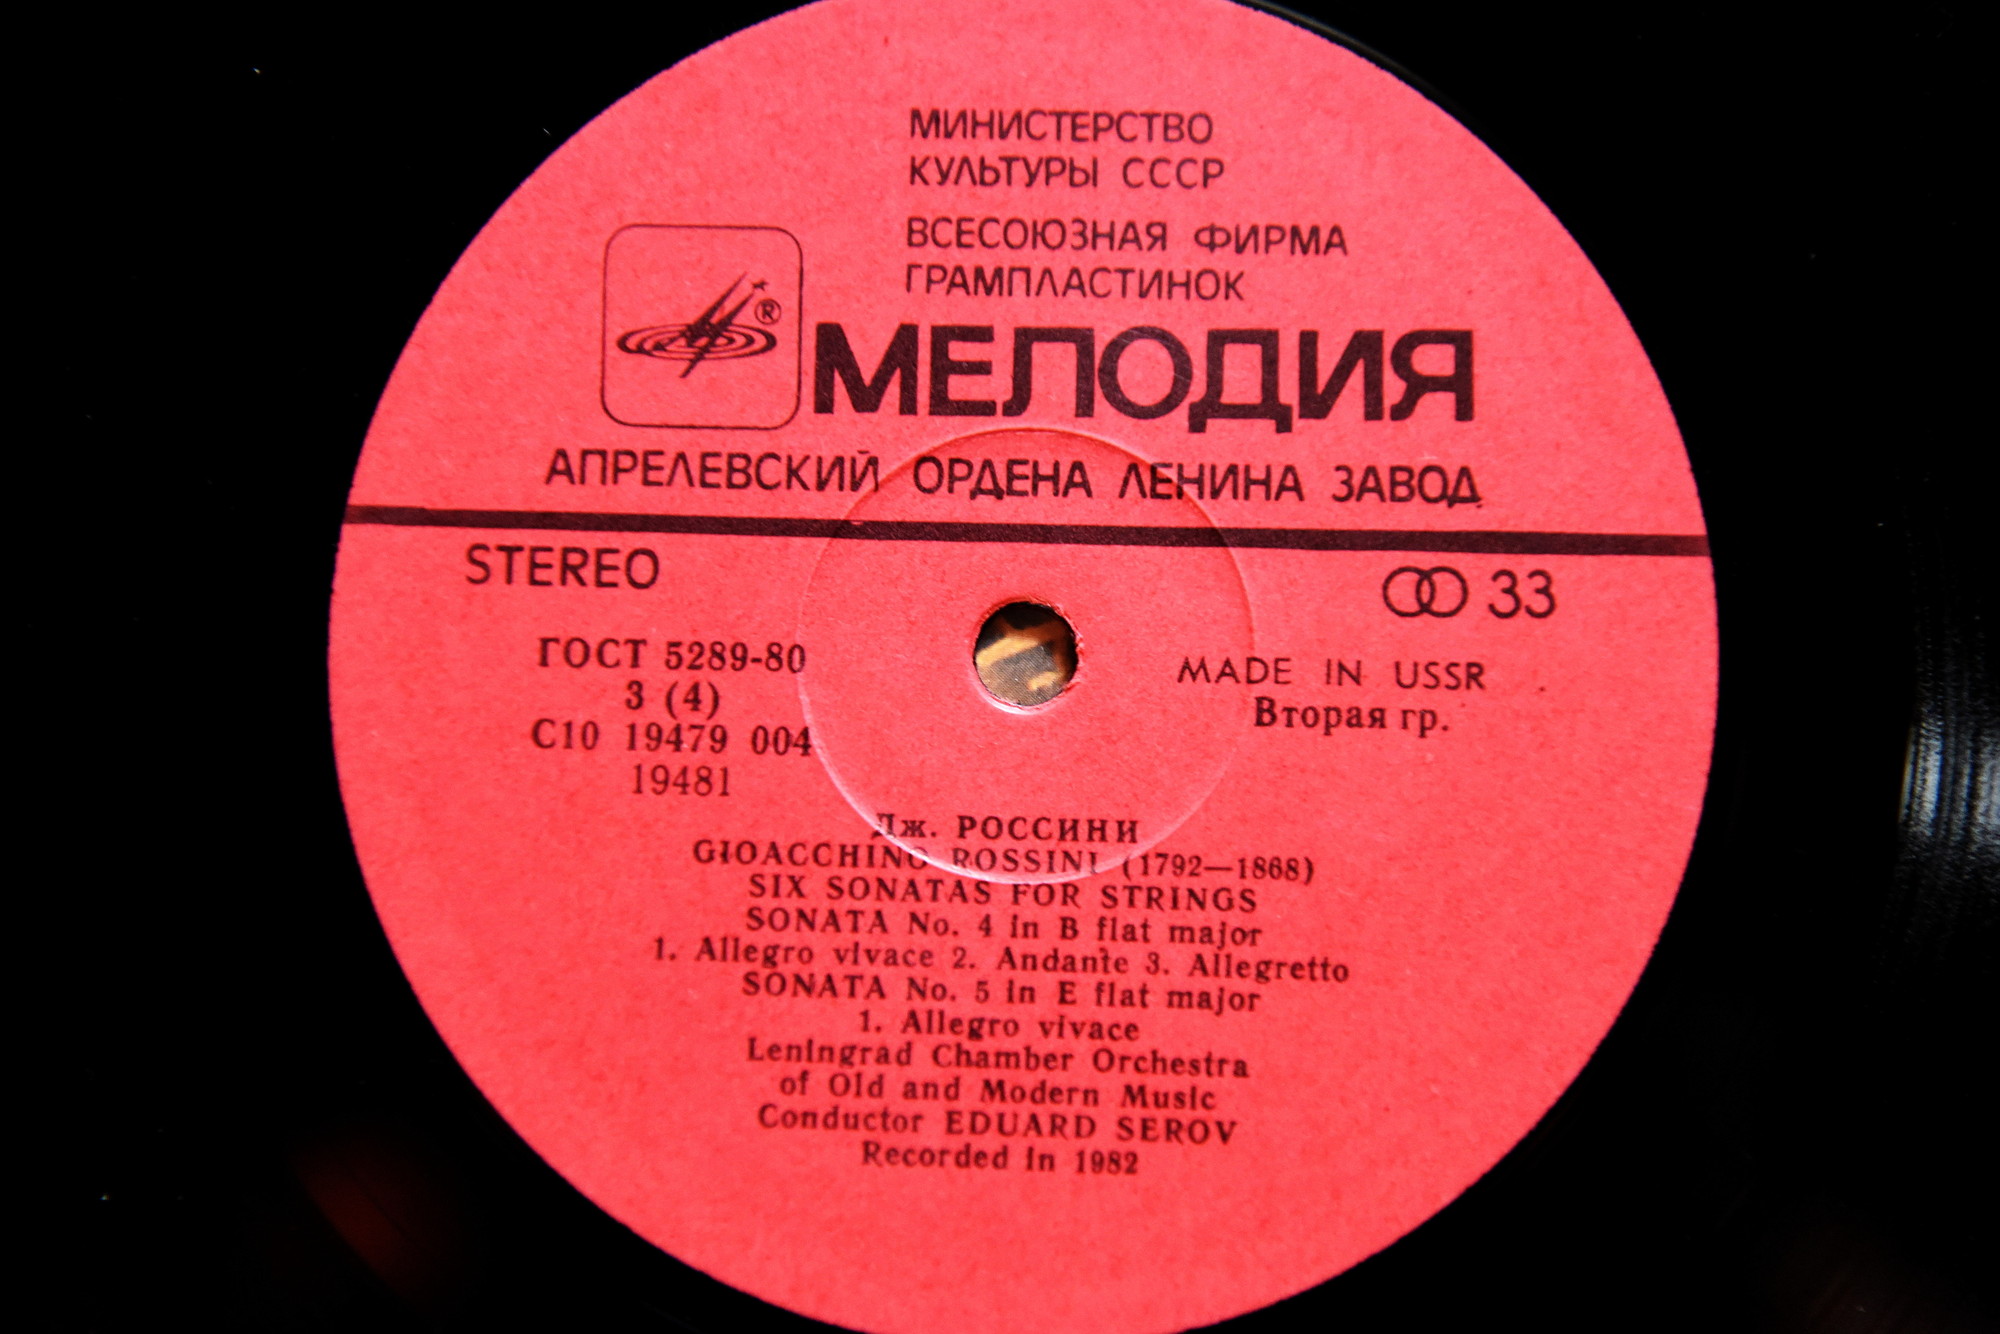 МИНИСТЕРСТВО
КУЛЬТУРЫ СССР
ВСЕСОЮЗНАЯ ФИРМА
ГРАМПЛАСТИНОК
®
МЕЛОДИЯ
АПРЕЛЕВСКИЙ ОРДЕНА ЛЕНИНА ЗАВОД
STEREO
33
ГОСТ 5289-80
3 (4)
С10 19479 004
19481
MADE IN USSR
Вторая гр.
Дж. РОССИНИ
GIOACCHINO ROSSINI (1792—1868)
SIX SONATAS FOR STRINGS
SONATA No. 4 in B flat major
1. Allegro vivace 2. Andante 3. Allegretto
SONATA No. 5 in E flat major
1. Allegro vivace
Leningrad Chamber Orchestra
of Old and Modern Music
Conductor EDUARD SEROV
Recorded in 1982